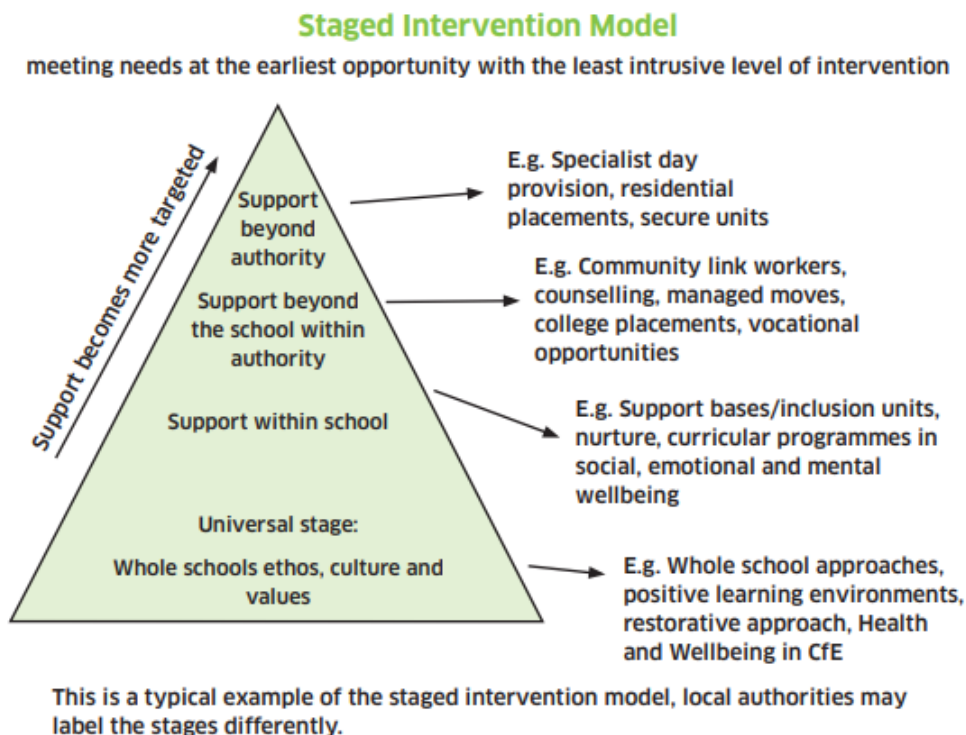 Staged Intervention Model
meeting needs at the earliest opportunity with the least intrusive level of intervention
Support becomes more targeted
Support
beyond
authority
E.g. Specialist day
provision, residential
placements, secure units
Support beyond
the school within
authority
E.g. Community link workers,
counselling, managed moves,
college placements, vocational
opportunities
Support within school
E.g. Support bases/inclusion units,
nurture, curricular programmes in
social, emotional and mental
wellbeing
Universal stage:
Whole schools ethos, culture and
values
E.g. Whole school approaches,
positive learning environments,
restorative approach, Health
and Wellbeing in CfE
This is a typical example of the staged intervention model, local authorities may
label the stages differently.